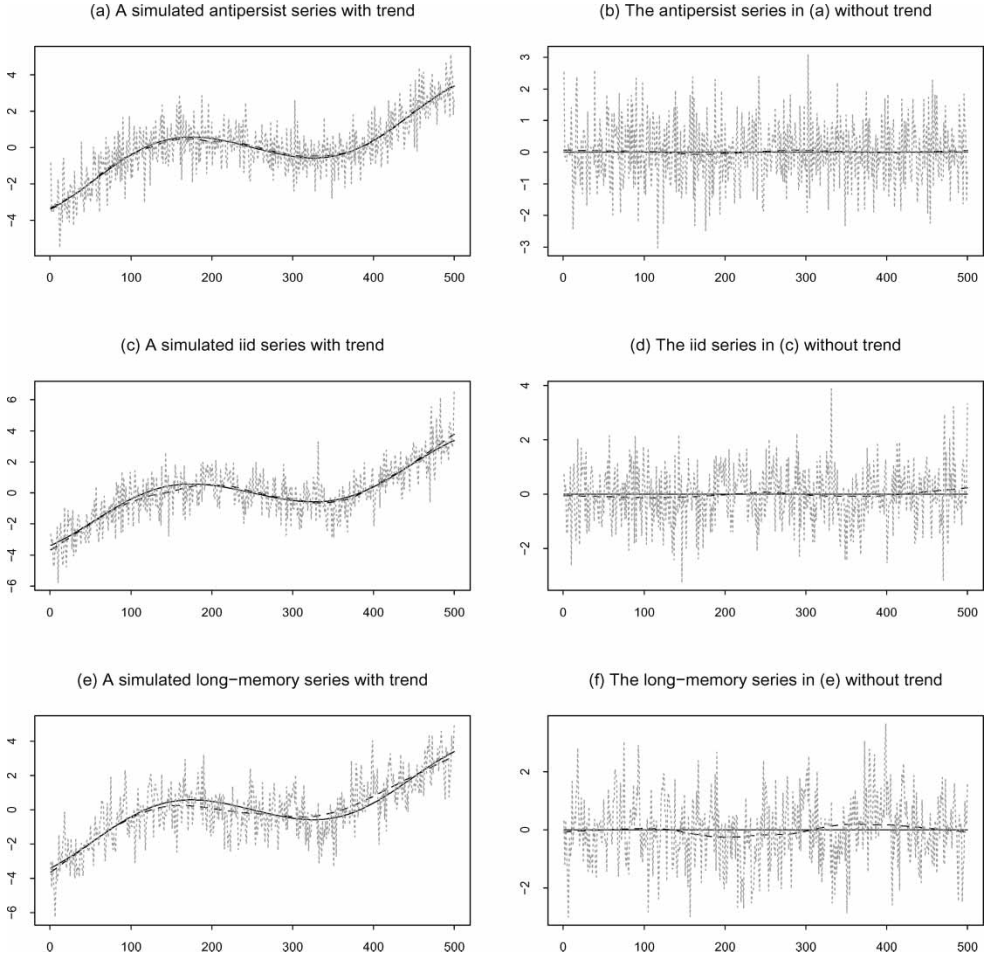 (a) A simulated antipersist series with trend
(b) The antipersist series in (a) without trend
4
2
0
-2
-4
0 100 200 300 400 500
3
2
1
0
-1
-2
-3
0 100 200 300 400 500
(c) A simulated iid series with trend
(d) The iid series in (c) without trend
6
4
2
0
-2
-4
-6
0 100 200 300 400 500
4
2
0
-2
0 100 200 300 400 500
(e) A simulated long-memory series with trend
(f) The long-memory series in (e) without trend
4
2
0
-2
-4
-6
0 100 200 300 400 500
2
0
-2
0 100 200 300 400 500